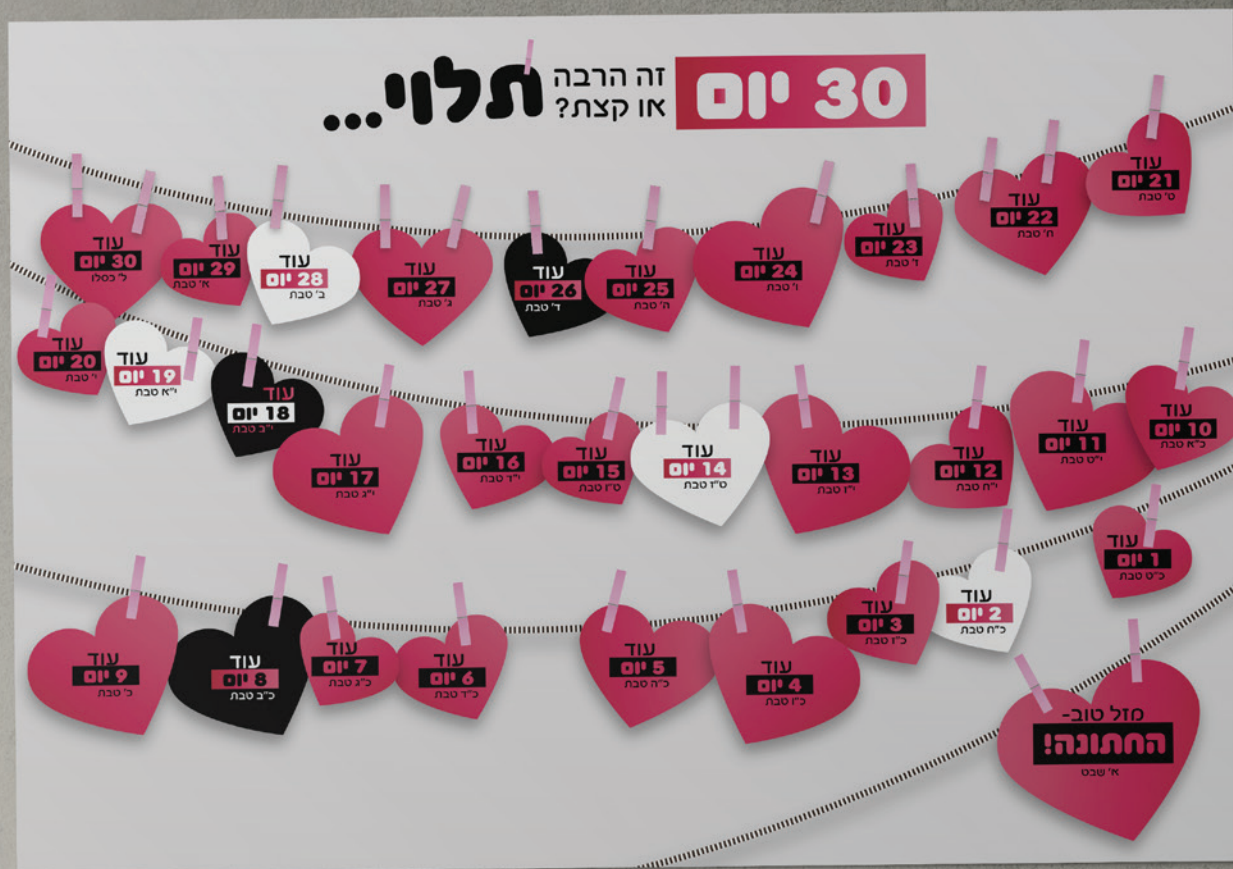 30 יום
זה הרבה
או קצת?
תלוי...
עוד
30 יום
ל' כסלו
עוד
29 יום
א' טבת
עוד
28 יום
ב' טבת
עוד
27 יום
ג' טבת
עוד
26 יום
ד' טבת
עוד
25 יום
ה' טבת
עוד
24 יום
ו' טבת
עוד
23 יום
טבת
עוד
22 יום
ח' טבת
עוד
21 יום
ט' טבת
עוד
20 יום
י' טבת
עוד
19 יום
י"א טבת
עוד
18 יום
י"ב טבת
עוד
17 יום
י"ג טבת
עוד
16 יום
י"ד טבת
עוד
15 יום
ט"ו טבת
עוד
14 יום
ט"ז טבת
עוד
13 יום
י"ז טבת
עוד
12 יום
י"ח טבת
עוד
11 יום
י"ט טבת
עוד
10 יום
כ"א טבת
עוד
9 יום
כ' טבת
עוד
8 יום
כ"ב טבת
עוד
7 יום
כ"ג טבת
עוד
6 יום
כ"ד טבת
עוד
5 יום
כ"ה טבת
עוד
4 יום
כ"ו טבת
עוד
3 יום
כ"ז טבת
עוד
2 יום
כ"ח טבת
עוד
1 יום
כ"ט טבת
מזל טוב-
החתונה!
א' שבט